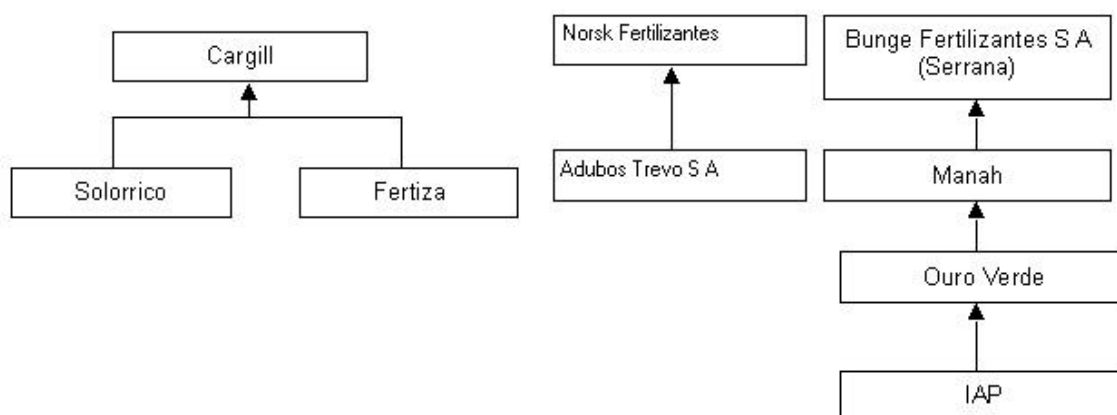 Cargill
Solorrico
Fertiza
Norsk Fertilizantes
Adubos Trevo S A
Bunge Fertilizantes S A
(Serrana)
Manah
Ouro Verde
IAP